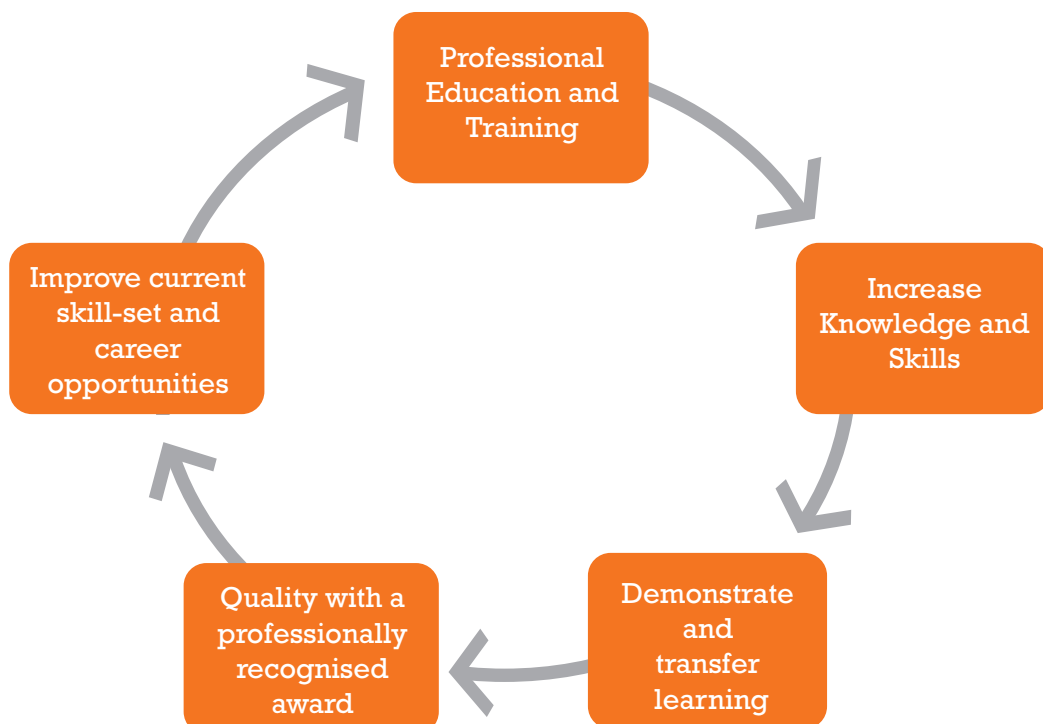 Professional
Education and
Training
Increase
Knowledge and
Skills
Demonstrate
and
transfer
learning
Quality with a
professionally
recognised
award
Improve current
skill-set and
career
opportunities